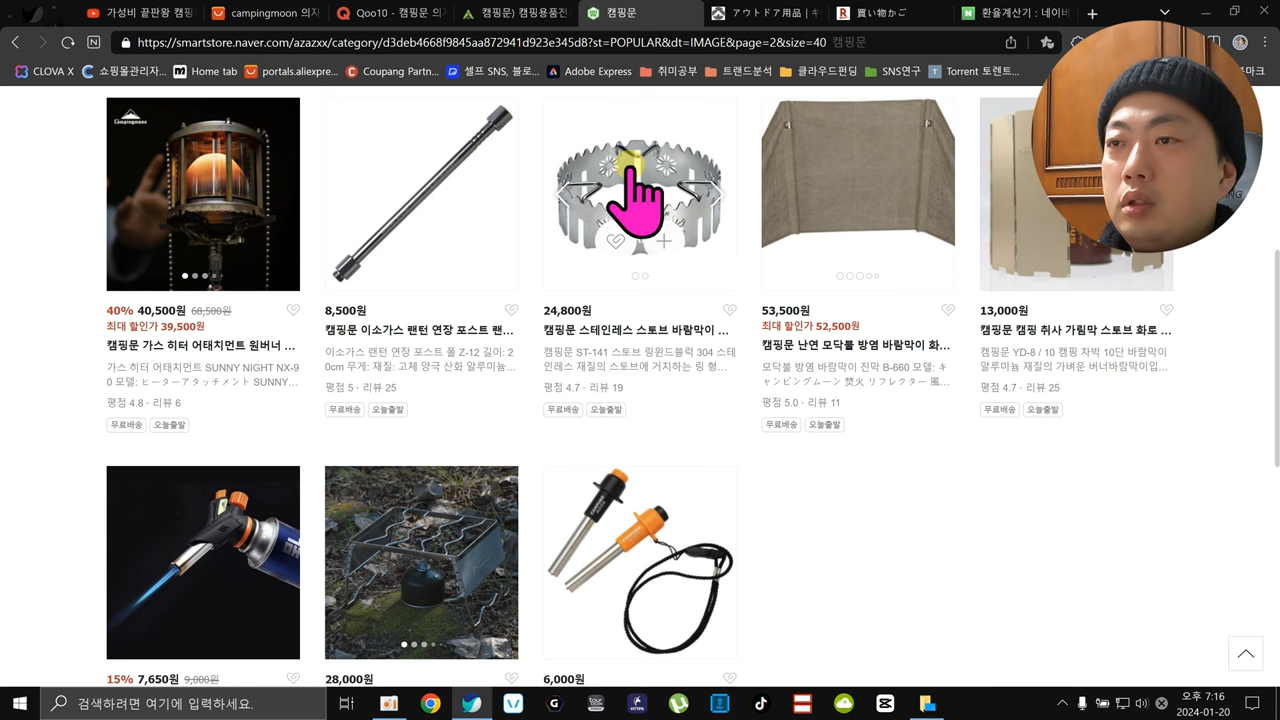 가성비 끝판왕 캠핑
campingmoon 의자
Qoo10 - 캠핑문 의
캠핑문) 캠핑용품전
캠핑문
アウトドア用品 | キ
買い物かご
환율계산기 : 네이버
https://smartstore.naver.com/azazxx/category/d3deb4668f9845aa872941d923e345d8?st=POPULAR&dt=IMAGE&page=2&size=40 캠핑문
CLOVA X
쇼핑몰관리자...
Home tab
portals.aliexpre...
Coupang Partn...
셀프 SNS, 블로...
Adobe Express
취미공부
트랜드분석
클라우드펀딩
SNS연구
Torrent 토렌트...
북마크
Campingmoon
40% 40,500원 68,500원
최대 할인가 39,500원
캠핑문 가스 히터 어태치먼트 원버너 ...
가스 히터 어태치먼트 SUNNY NIGHT NX-9
0 모델: ヒーターアタッチメント SUNNY...
평점 4.8 · 리뷰 6
무료배송 오늘출발
8,500원
캠핑문 이소가스 랜턴 연장 포스트 랜...
이소가스 랜턴 연장 포스트 폴 Z-12 길이: 2
0cm 무게: 재질: 고체 양극 산화 알루미늄...
평점 5 · 리뷰 25
무료배송 오늘출발
24,800원
캠핑문 스테인레스 스토브 바람막이 ...
캠핑문 ST-141 스토브 링윈드블럭 304 스테
인레스 재질의 스토브에 거치하는 링 형...
평점 4.7 · 리뷰 19
무료배송 오늘출발
53,500원
최대 할인가 52,500원
캠핑문 난연 모닥불 방염 바람막이 화...
모닥불 방염 바람막이 진막 B-660 모델: キ
ャンピングムーン 焚火 リフレクター 風...
평점 5.0 · 리뷰 11
무료배송 오늘출발
13,000원
캠핑문 캠핑 취사 가림막 스토브 화로 ...
캠핑문 YD-8 / 10 캠핑 차박 10단 바람막이
알루미늄 재질의 가벼운 버너바람막이입...
평점 4.7 · 리뷰 25
무료배송 오늘출발
15% 7,650원 9,000원
28,000원
6,000원
검색하려면 여기에 입력하세요.
오후 7:16
2024-01-20